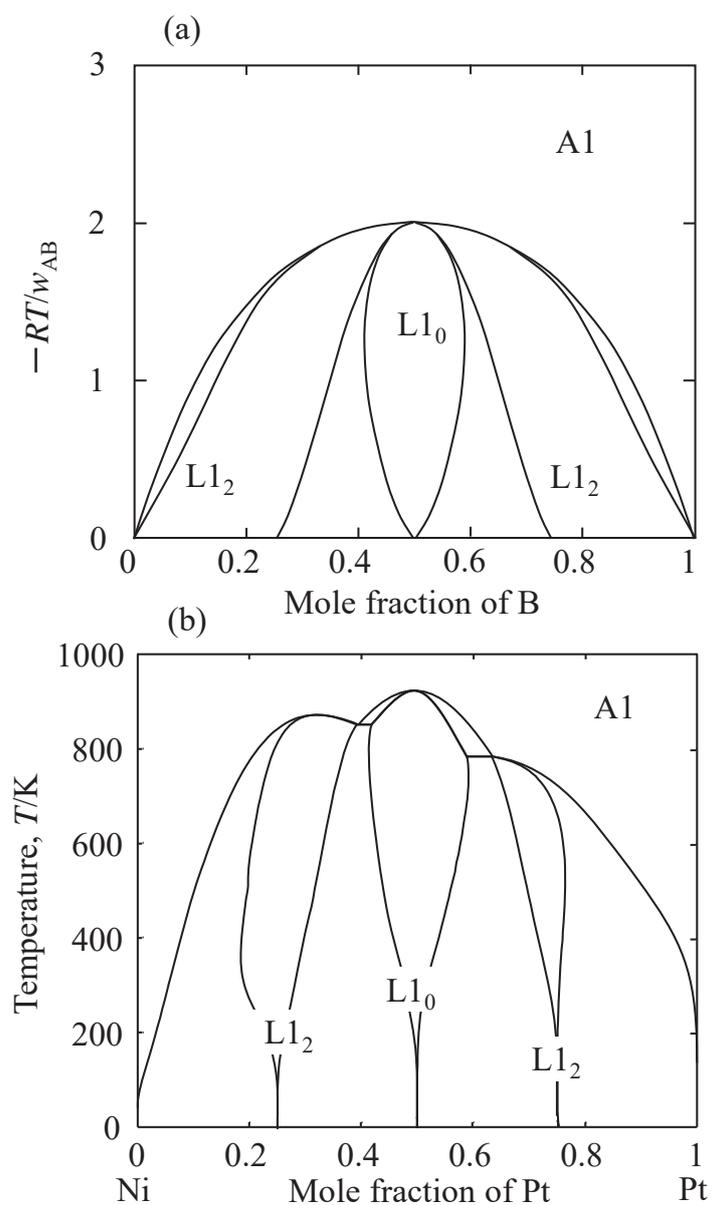 (a)
3
A1
2
—RT/w_AB
L1₀
1
L1₂
L1₂
0
0
0.2
0.4
0.6
0.8
1
Mole fraction of B
(b)
1000
A1
800
Temperature, T/K
600
400
L1₀
200
L1₂
L1₂
0
0
0.2
0.4
0.6
0.8
1
Ni
Mole fraction of Pt
Pt